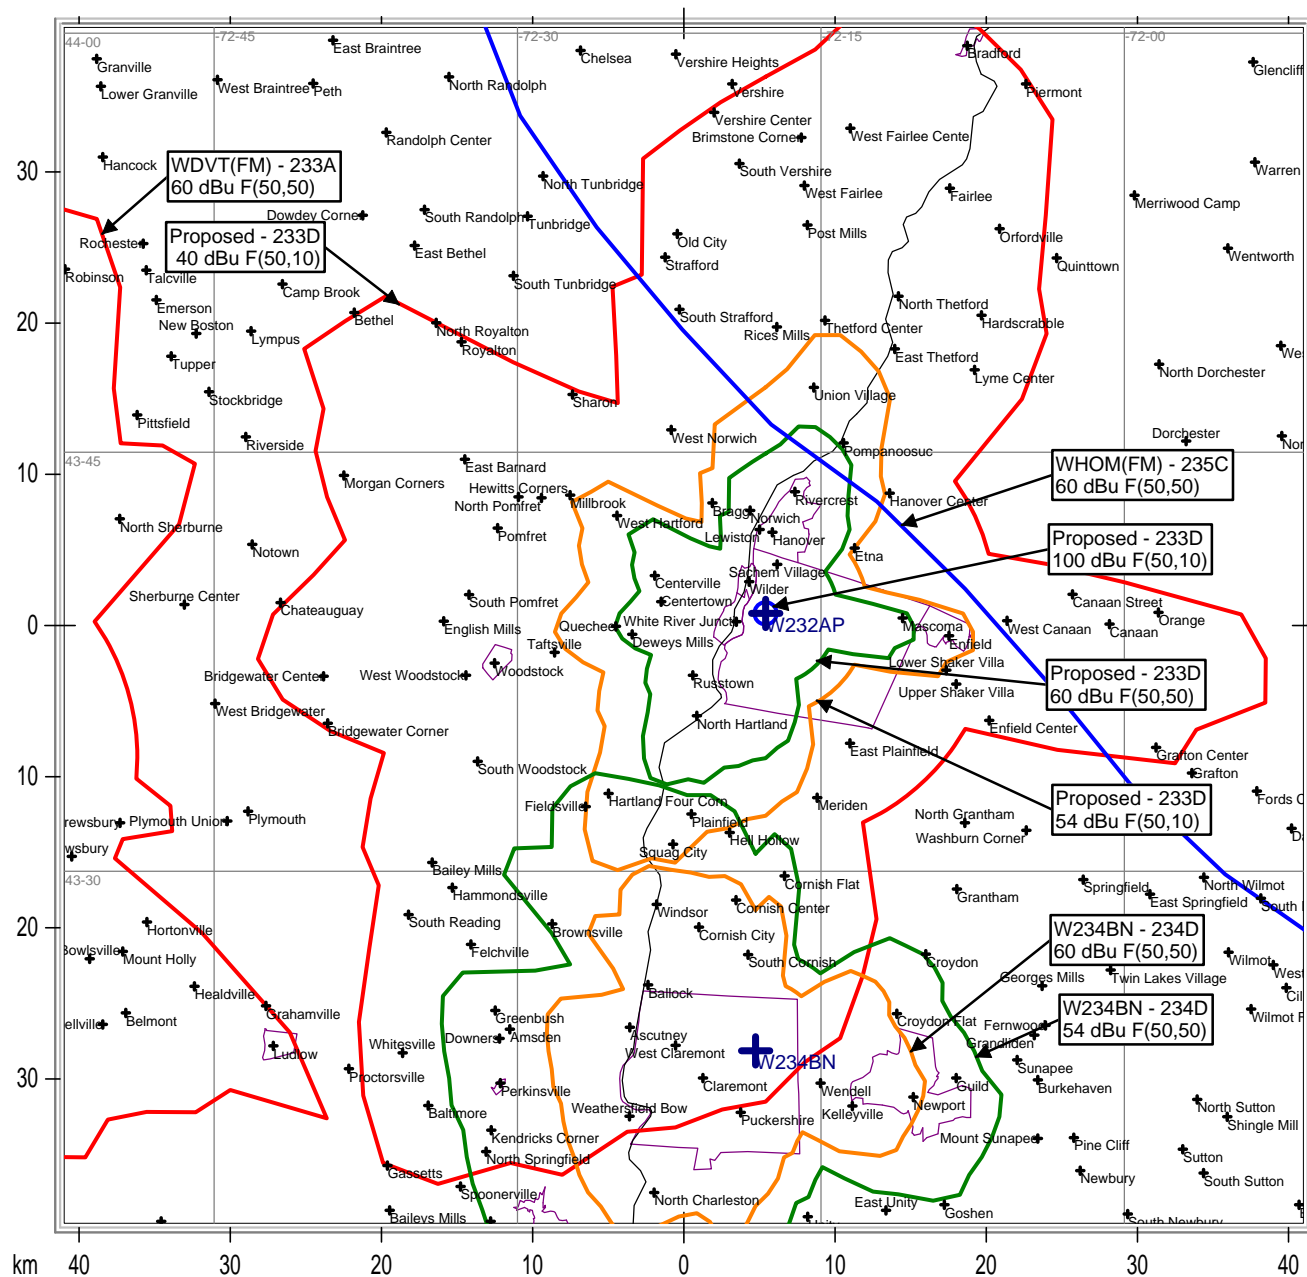 44-00
-72-45
-72-30
-72-15
-72-00
East Braintree
Chelsea
Bradford
Granville
Vershire Heights
Glencliff
Lower Granville
West Braintree
Peth
North Randolph
Vershire
Piermont
Vershire Center
Randolph Center
Brimstone Corner
West Fairlee Cente
30
Hancock
WDVT(FM) - 233A
60 dBu F(50,50)
North Tunbridge
South Vershire
West Fairlee
Fairlee
Warren
Merriwood Camp
Dowdey Corner
South Randolph
Tunbridge
Post Mills
Orfordville
Rochester
Proposed - 233D
40 dBu F(50,10)
East Bethel
Old City
Strafford
Quinttown
Wentworth
Robinson
Talcville
Camp Brook
South Tunbridge
Emerson
New Boston
Bethel
North Royalton
South Strafford
North Thetford
20
Lympus
Royalton
Rices Mills
Thetford Center
Hardscrabble
Tupper
East Thetford
Lyme Center
North Dorchester
Stockbridge
Sharon
Union Village
Pittsfield
Riverside
West Norwich
Pompanoosuc
Dorchester
43-45
10
Morgan Corners
East Barnard
Hewitts Corners
North Pomfret
Millbrook
Bragg
Rivercrest
Hanover Center
WHOM(FM) - 235C
60 dBu F(50,50)
North Sherburne
Pomfret
West Hartford
Norwich
Lewiston
Hanover
Notown
Etna
Proposed - 233D
100 dBu F(50,10)
Centerville
Sachem Village
Wilder
Sherburne Center
Chateauguay
South Pomfret
Centertown
Canaan Street
Orange
0
English Mills
Quechee
White River Junct
W232AP
Mascoma
West Canaan
Canaan
Taftsville
Deweys Mills
Enfield
Bridgewater Center
West Woodstock
Woodstock
Russtown
Lower Shaker Villa
Proposed - 233D
60 dBu F(50,50)
Upper Shaker Villa
West Bridgewater
Bridgewater Corner
North Hartland
Enfield Center
10
South Woodstock
East Plainfield
Grafton Center
Grafton
Fieldsville
Hartland Four Corn
Meriden
Proposed - 233D
54 dBu F(50,10)
Fords C
rewsbury
Plymouth Union
Plymouth
Plainfield
Hell Hollow
North Grantham
Washburn Corner
wsbury
Squag City
43-30
Bailey Mills
Hammondsville
Cornish Flat
Grantham
Springfield
North Wilmot
East Springfield
20
Hortonville
South Reading
Brownsville
Windsor
Cornish Center
Cornish City
W234BN - 234D
60 dBu F(50,50)
Bowlsville
Mount Holly
Felchville
South Cornish
Croydon
Georges Mills
Twin Lakes Village
Wilmot
West
Healdville
Grahamville
Ballock
W234BN - 234D
54 dBu F(50,50)
ellville
Belmont
Greenbush
Amsden
Downers
Ascutney
Croydon Flat
Fernwood
Grandliden
Wilmot F
Ludlow
Whitesville
West Claremont
W234BN
Sunapee
30
Proctorsville
Perkinsville
Claremont
Wendell
Guild
Burkehaven
Baltimore
Weathersfield Bow
Puckershire
Kelleyville
Newport
North Sutton
Shingle Mill
Kendricks Corner
North Springfield
Mount Sunapee
Pine Cliff
Sutton
Gassetts
Newbury
South Sutton
Spoonerville
North Charleston
Baileys Mills
East Unity
Goshen
South Newbury
km
40
30
20
10
0
10
20
30
40